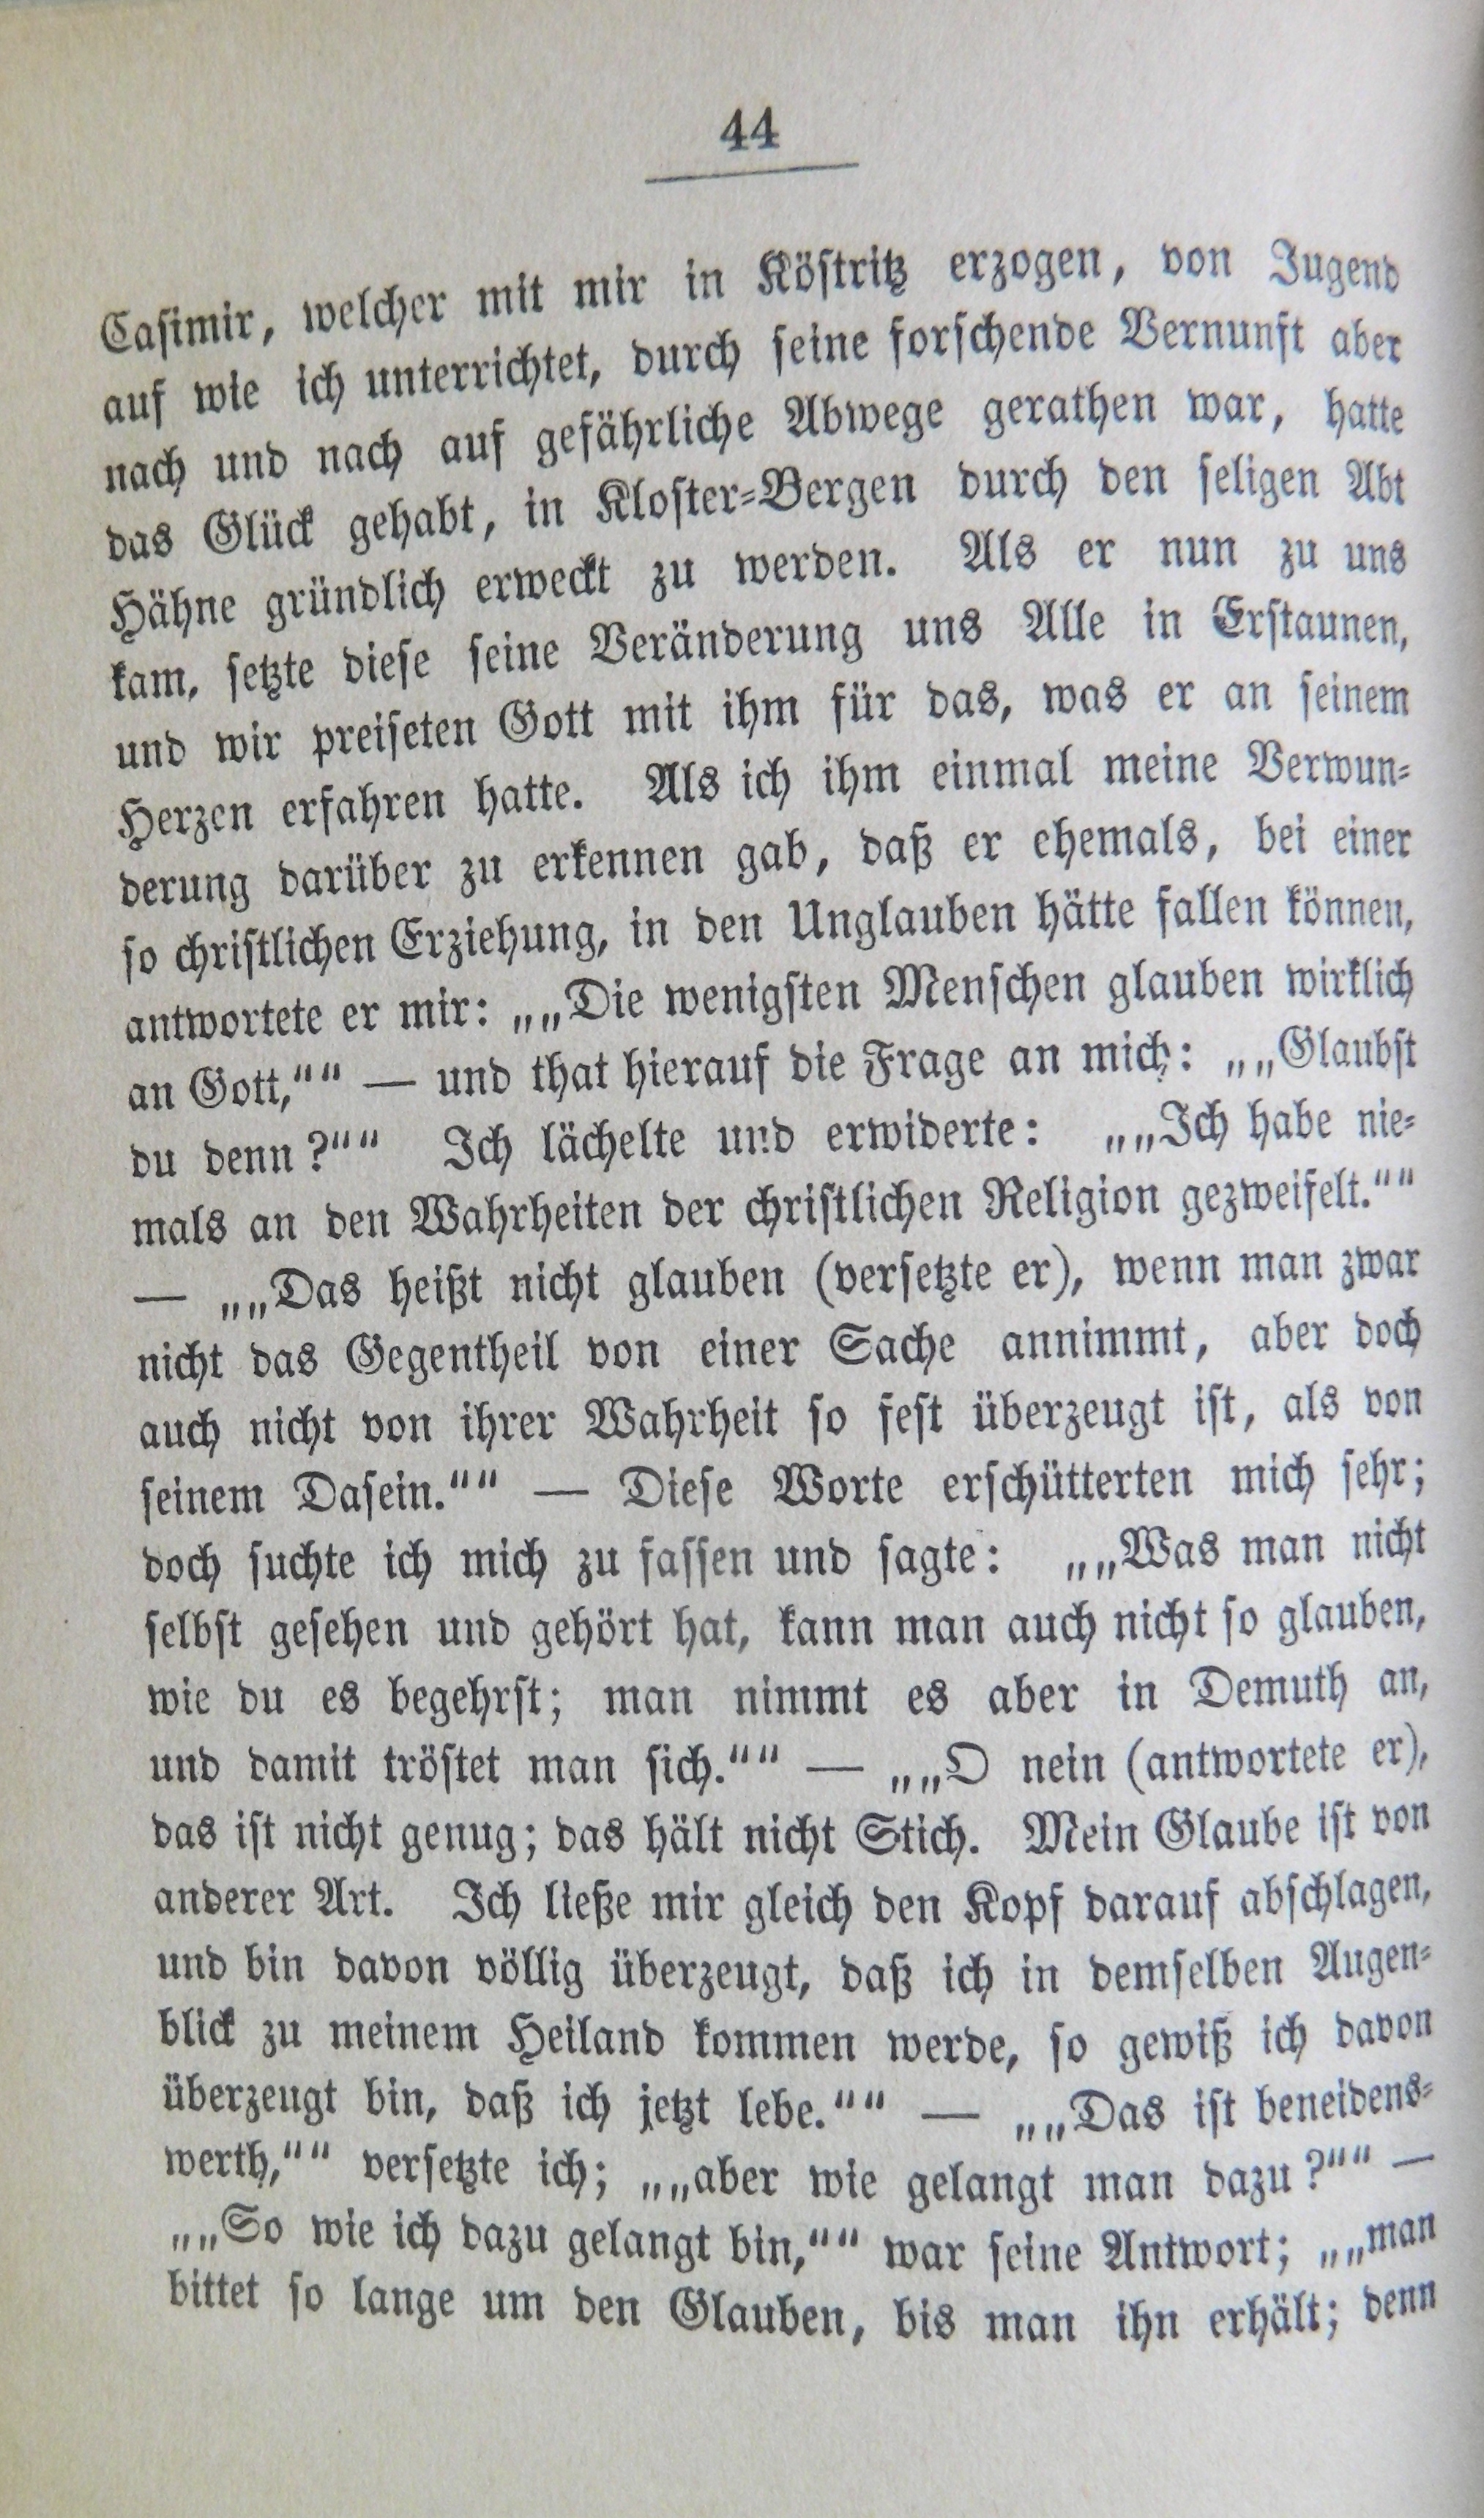 44
Casimir, welcher mit mir in Köstritz erzogen, von Jugend
auf wie ich unterrichtet, durch seine forschende Vernunft aber
nach und nach auf gefährliche Abwege gerathen war, hatte
das Glück gehabt, in Kloster-Bergen durch den seligen Abt
Hähne gründlich erweckt zu werden. Als er nun zu uns
kam, setzte diese seine Veränderung uns Alle in Erstaunen,
und wir preiseten Gott mit ihm für das, was er an seinem
Herzen erfahren hatte. Als ich ihm einmal meine Verwun-
derung darüber zu erkennen gab, daß er ehemals, bei einer
so christlichen Erziehung, in den Unglauben hätte fallen können,
antwortete er mir: „„Die wenigsten Menschen glauben wirklich
an Gott,““ — und that hierauf die Frage an mich: „„Glaubst
du denn?““ Ich lächelte und erwiderte: „„Ich habe nie-
mals an den Wahrheiten der christlichen Religion gezweifelt.““
— „„Das heißt nicht glauben (versetzte er), wenn man zwar
nicht das Gegentheil von einer Sache annimmt, aber doch
auch nicht von ihrer Wahrheit so fest überzeugt ist, als von
seinem Dasein.““ — Diese Worte erschütterten mich sehr;
doch suchte ich mich zu fassen und sagte: „„Was man nicht
selbst gesehen und gehört hat, kann man auch nicht so glauben,
wie du es begehrst; man nimmt es aber in Demuth an,
und damit tröstet man sich.““ — „„O nein (antwortete er),
das ist nicht genug; das hält nicht Stich. Mein Glaube ist von
anderer Art. Ich ließe mir gleich den Kopf darauf abschlagen,
und bin davon völlig überzeugt, daß ich in demselben Augen-
blick zu meinem Heiland kommen werde, so gewiß ich davon
überzeugt bin, daß ich jetzt lebe.““ — „„Das ist beneidens-
werth,““ versetzte ich; „„aber wie gelangt man dazu?““ —
„„So wie ich dazu gelangt bin,““ war seine Antwort; „„man
bittet so lange um den Glauben, bis man ihn erhält; denn